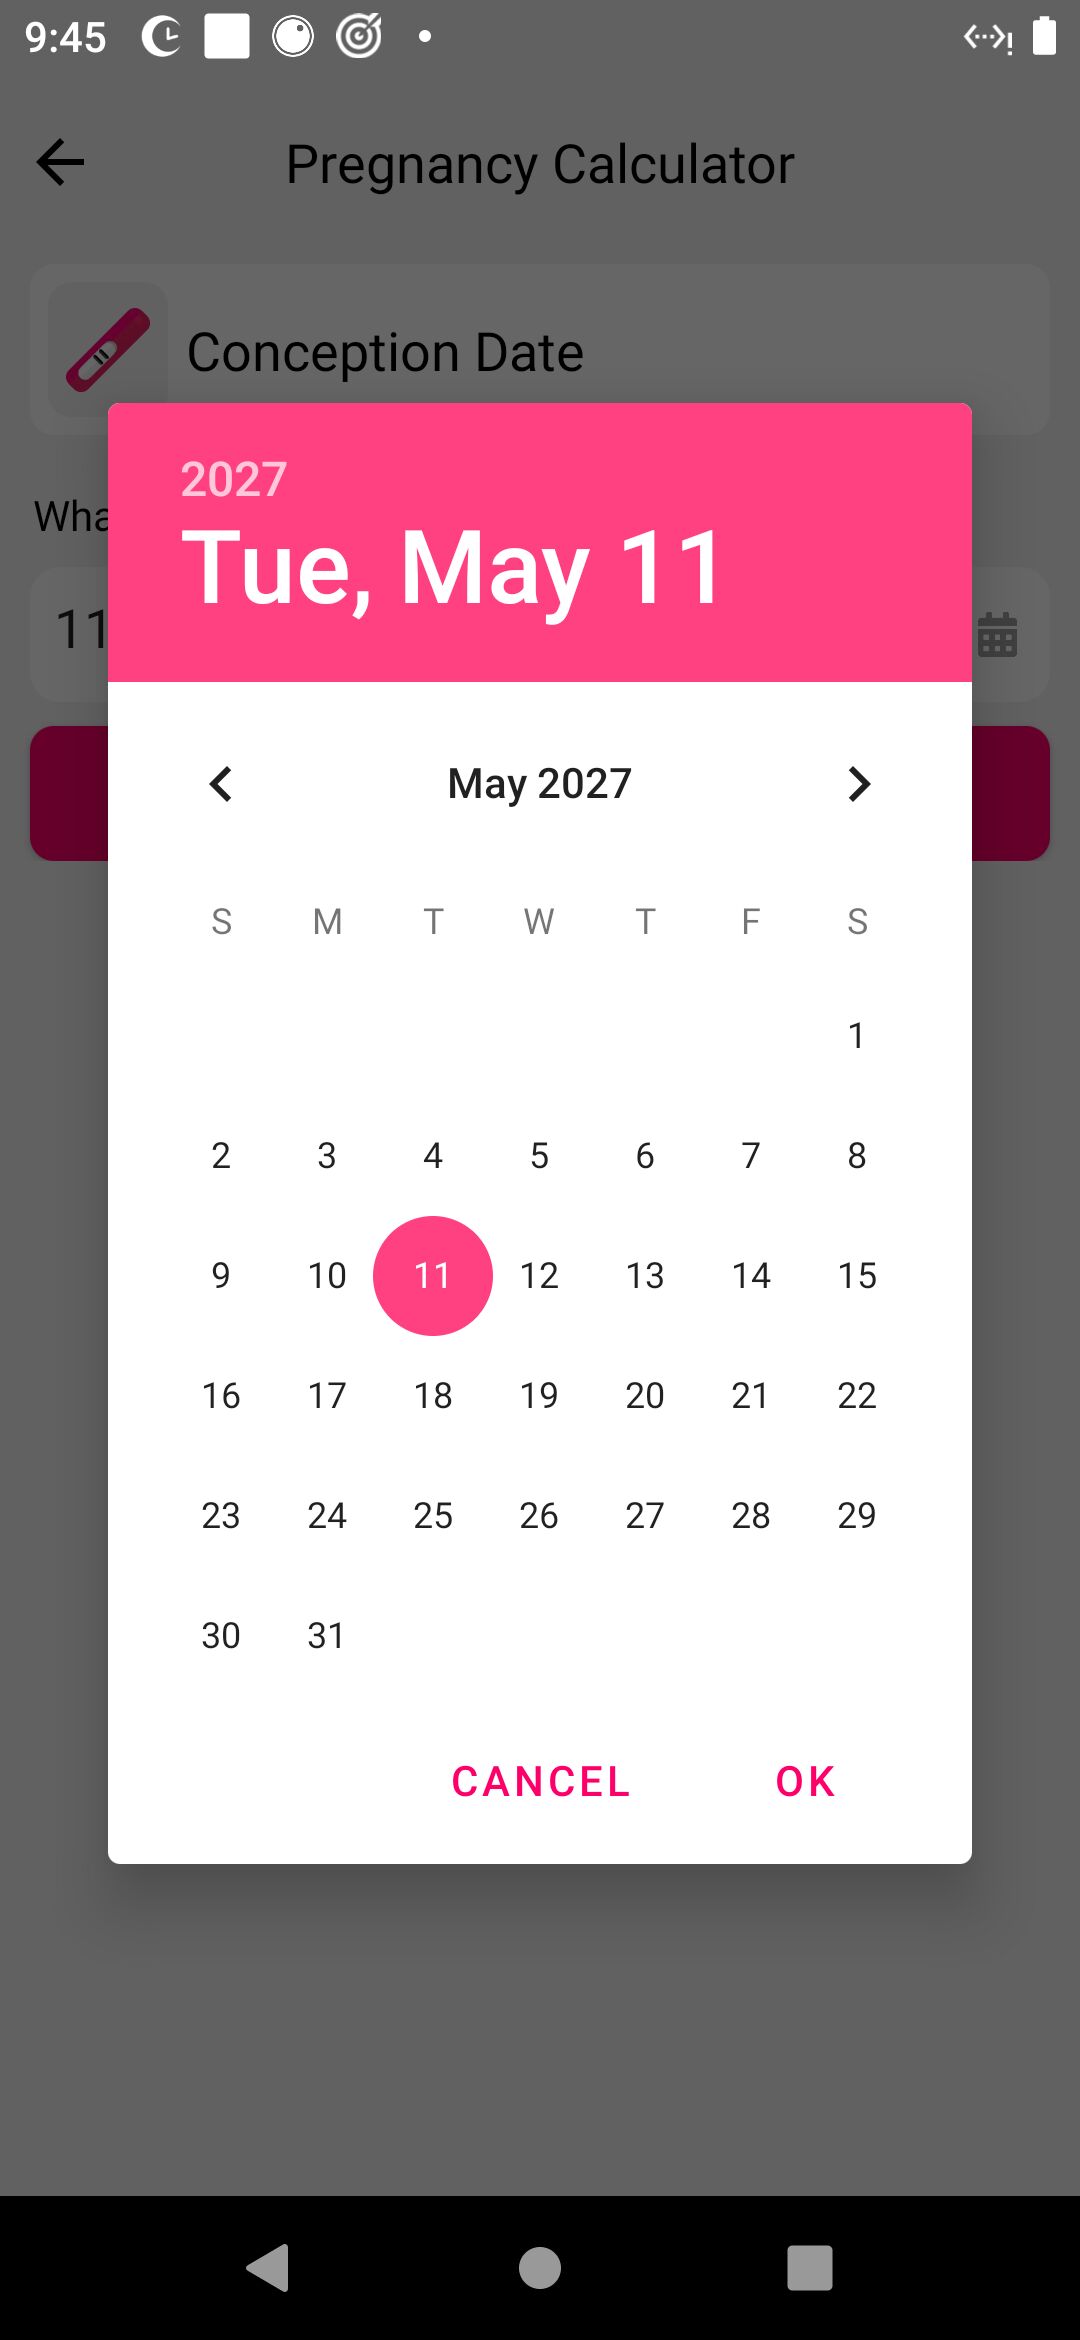 9:45
Pregnancy Calculator
Conception Date
2027
Tue, May 11
May 2027
S M T W T F S
1
2 3 4 5 6 7 8
9 10 11 12 13 14 15
16 17 18 19 20 21 22
23 24 25 26 27 28 29
30 31
CANCEL OK